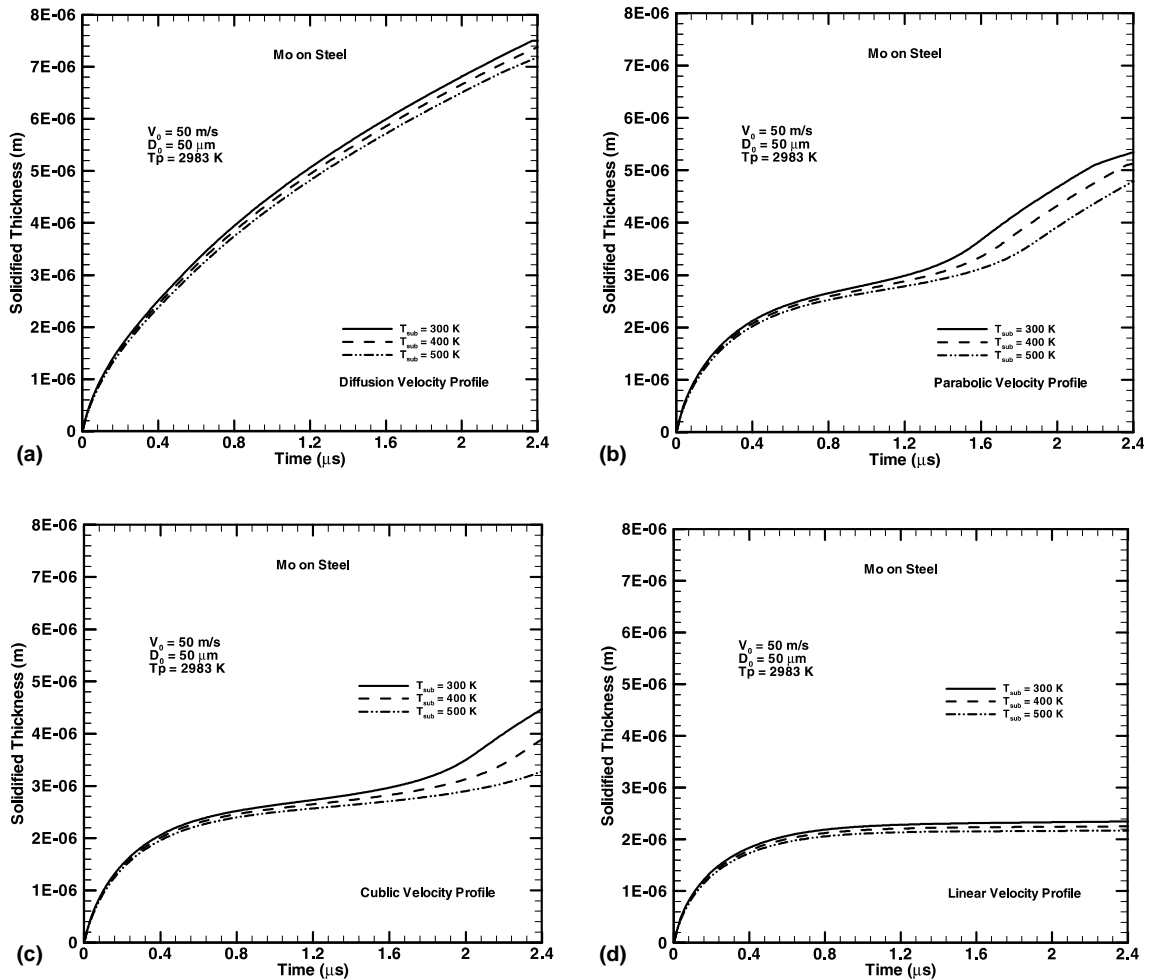 8E-06
7E-06
6E-06
5E-06
4E-06
3E-06
2E-06
1E-06
0
Solidified Thickness (m)
Mo on Steel
V0 = 50 m/s
D0 = 50 μm
Tp = 2983 K
Tsub = 300 K
Tsub = 400 K
Tsub = 500 K
Diffusion Velocity Profile
0 0.4 0.8 1.2 1.6 2 2.4
Time (μs)
(a)
8E-06
7E-06
6E-06
5E-06
4E-06
3E-06
2E-06
1E-06
0
Solidified Thickness (m)
Mo on Steel
V0 = 50 m/s
D0 = 50 μm
Tp = 2983 K
Tsub = 300 K
Tsub = 400 K
Tsub = 500 K
Parabolic Velocity Profile
0 0.4 0.8 1.2 1.6 2 2.4
Time (μs)
(b)
8E-06
7E-06
6E-06
5E-06
4E-06
3E-06
2E-06
1E-06
0
Solidified Thickness (m)
Mo on Steel
V0 = 50 m/s
D0 = 50 μm
Tp = 2983 K
Tsub = 300 K
Tsub = 400 K
Tsub = 500 K
Cublic Velocity Profile
0 0.4 0.8 1.2 1.6 2 2.4
Time (μs)
(c)
8E-06
7E-06
6E-06
5E-06
4E-06
3E-06
2E-06
1E-06
0
Solidified Thickness (m)
Mo on Steel
V0 = 50 m/s
D0 = 50 μm
Tp = 2983 K
Tsub = 300 K
Tsub = 400 K
Tsub = 500 K
Linear Velocity Profile
0 0.4 0.8 1.2 1.6 2 2.4
Time (μs)
(d)